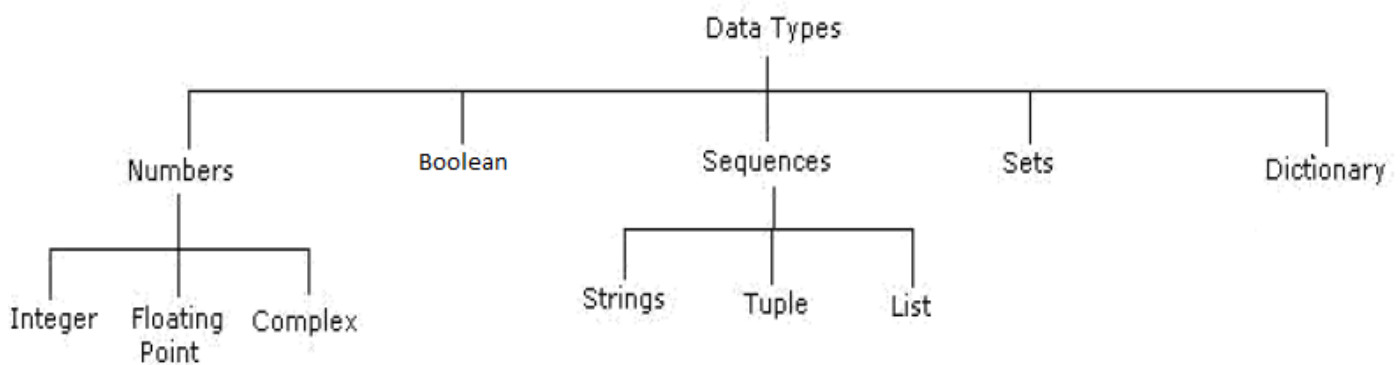 Data Types
Numbers
Boolean
Sequences
Sets
Dictionary
Integer
Floating
Point
Complex
Strings
Tuple
List